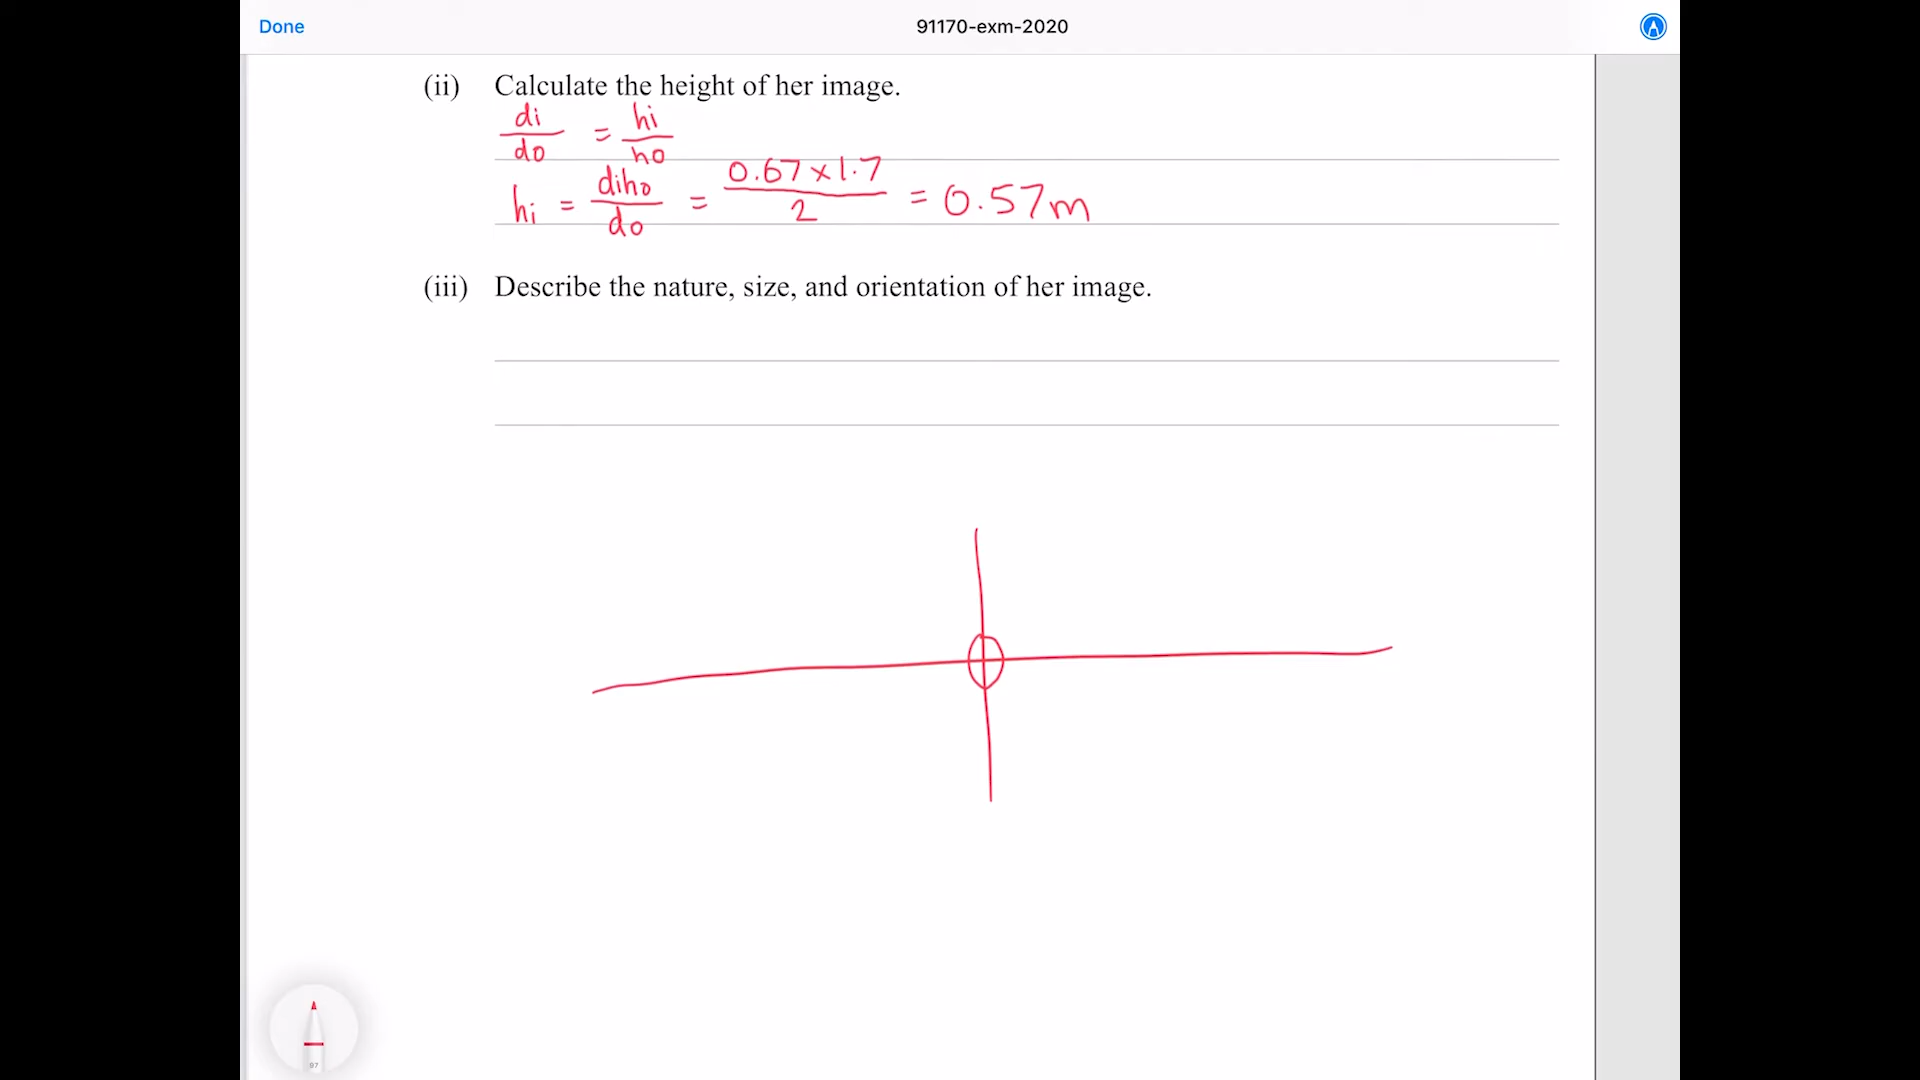 Done 91170-exm-2020
(ii) Calculate the height of her image.
di/do = hi/ho
hi = diho/do = 0.67 x 1.7/2 = 0.57m
(iii) Describe the nature, size, and orientation of her image.
97